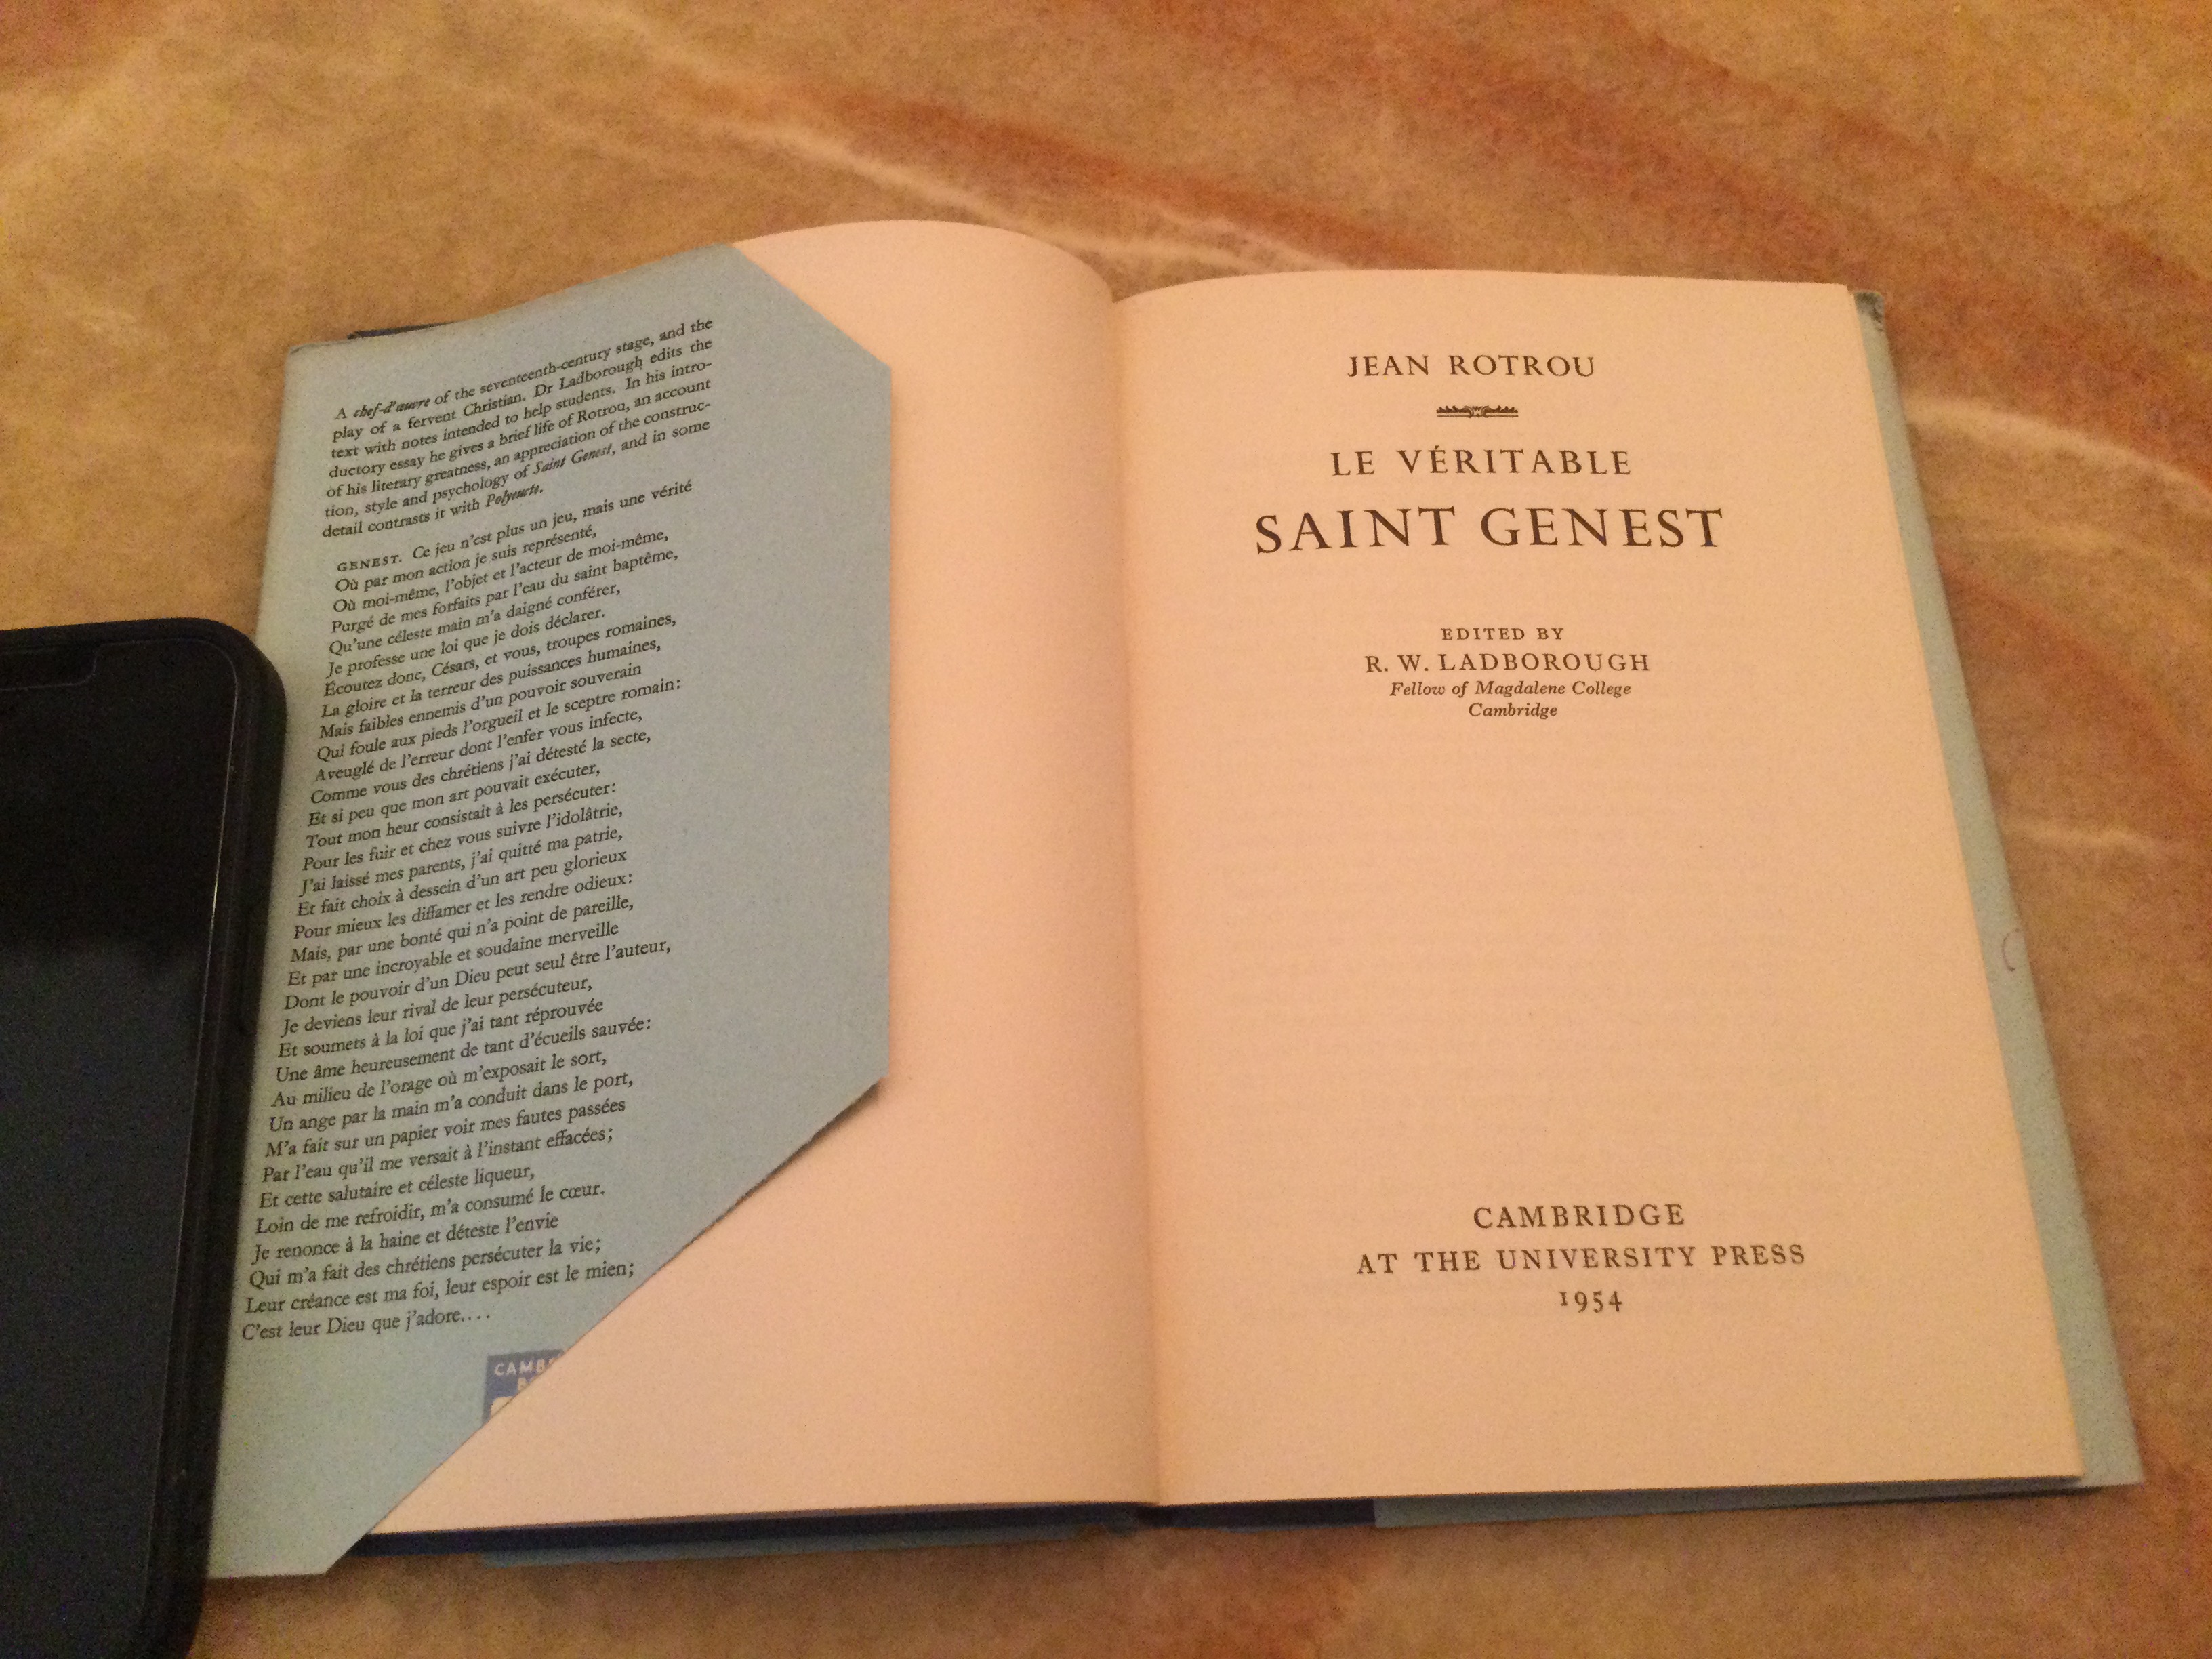 A chef-d'œuvre of the seventeenth-century stage, and the
play of a fervent Christian. Dr Ladborough edits the
text with notes intended to help students. In his intro-
ductory essay he gives a brief life of Rotrou, an account
of his literary greatness, an appreciation of the construc-
tion, style and psychology of Saint Genest, and in some
detail contrasts it with Polyeucte.
GENEST. Ce jeu n'est plus un jeu, mais une vérité
Où par mon action je suis représenté,
Où moi-même, l'objet et l'acteur de moi-même,
Purgé de mes forfaits par l'eau du saint baptême,
Qu'une céleste main m'a daigné conférer,
Je professe une loi que je dois déclarer.
Écoutez donc, Césars, et vous, troupes romaines,
La gloire et la terreur des puissances humaines,
Mais faibles ennemis d'un pouvoir souverain
Qui foule aux pieds l'orgueil et le sceptre romain:
Aveuglé de l'erreur dont l'enfer vous infecte,
Comme vous des chrétiens j'ai détesté la secte,
Et si peu que mon art pouvait exécuter,
Tout mon heur consistait à les persécuter:
Pour les fuir et chez vous suivre l'idolâtrie,
J'ai laissé mes parents, j'ai quitté ma patrie,
Et fait choix à dessein d'un art peu glorieux
Pour mieux les diffamer et les rendre odieux:
Mais, par une bonté qui n'a point de pareille,
Et par une incroyable et soudaine merveille
Dont le pouvoir d'un Dieu peut seul être l'auteur,
Je deviens leur rival de leur persécuteur,
Et soumets à la loi que j'ai tant réprouvée
Une âme heureusement de tant d'écueils sauvée:
Au milieu de l'orage où m'exposait le sort,
Un ange par la main m'a conduit dans le port,
M'a fait sur un papier voir mes fautes passées
Par l'eau qu'il me versait à l'instant effacées;
Et cette salutaire et céleste liqueur,
Loin de me refroidir, m'a consumé le cœur.
Je renonce à la haine et déteste l'envie
Qui m'a fait des chrétiens persécuter la vie;
Leur créance est ma foi, leur espoir est le mien;
C'est leur Dieu que j'adore....
CAMB
JEAN ROTROU
LE VÉRITABLE
SAINT GENEST
EDITED BY
R. W. LADBOROUGH
Fellow of Magdalene College
Cambridge
CAMBRIDGE
AT THE UNIVERSITY PRESS
1954